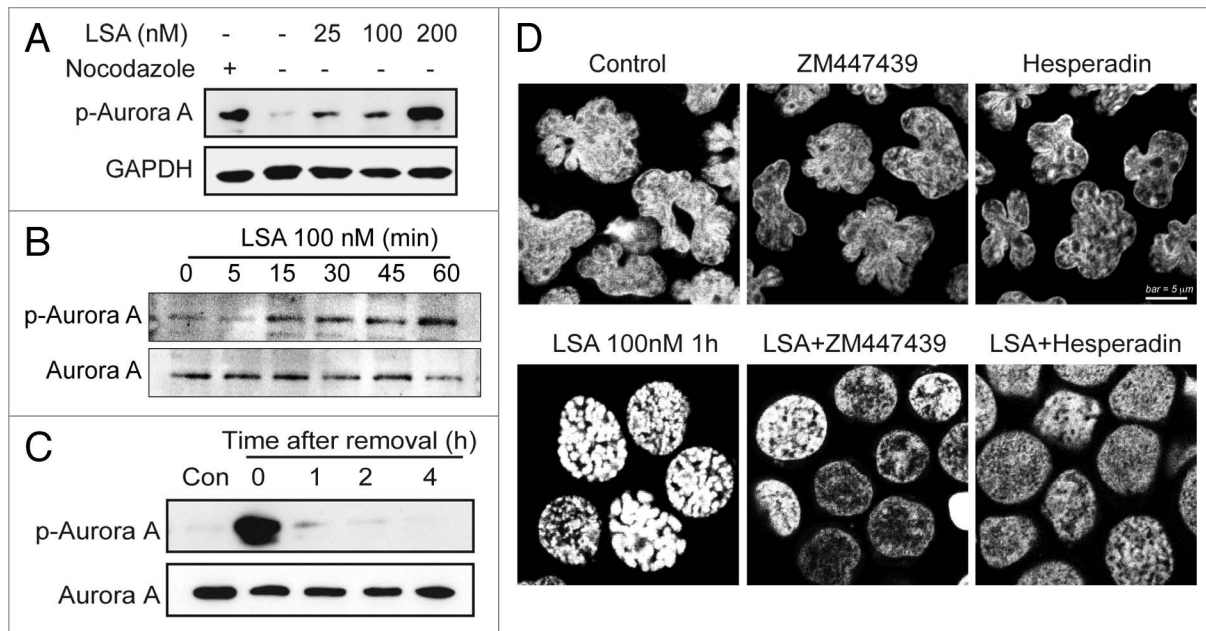 A
LSA (nM) - - 25 100 200
Nocodazole + - - - -
p-Aurora A
GAPDH
B
LSA 100 nM (min)
0 5 15 30 45 60
p-Aurora A
Aurora A
C
Time after removal (h)
Con 0 1 2 4
p-Aurora A
Aurora A
D
Control ZM447439 Hesperadin
bar = 5 μm
LSA 100nM 1h LSA+ZM447439 LSA+Hesperadin